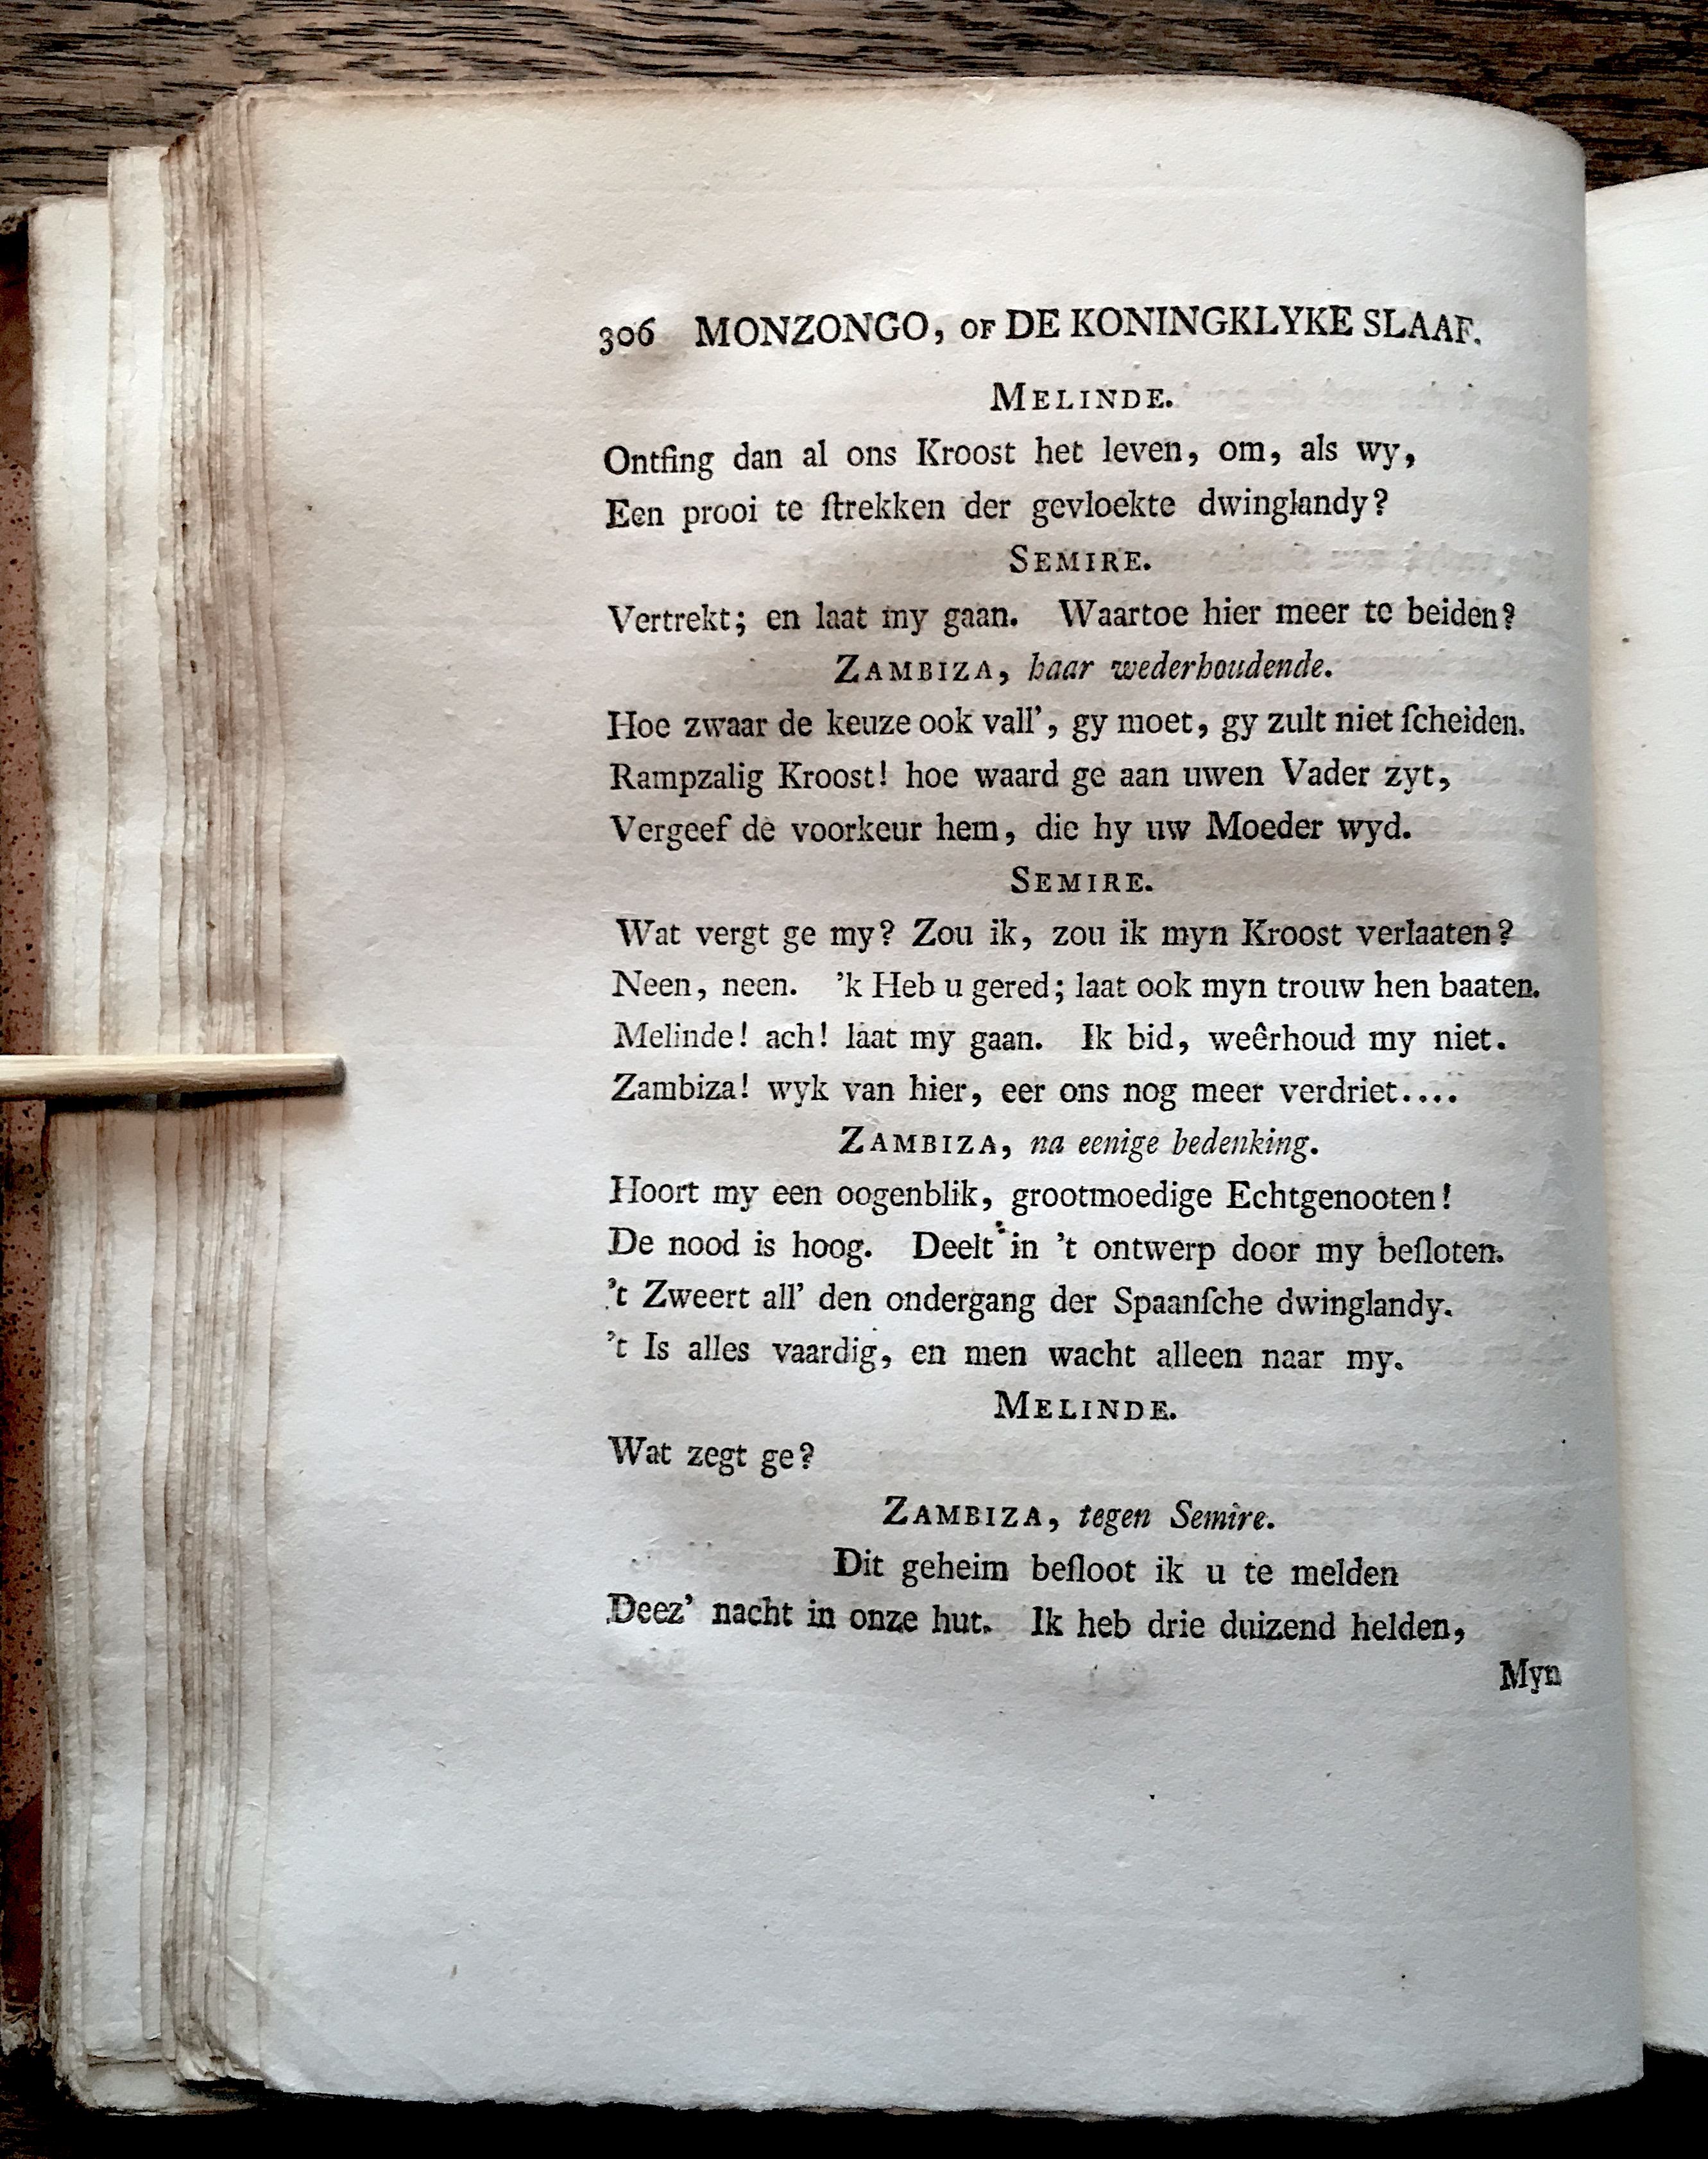 306 MONZONGO, OF DE KONINGKLYKE SLAAF.
MELINDE.
Ontfing dan al ons Kroost het leven, om, als wy,
Een prooi te ſtrekken der gevloekte dwinglandy?
SEMIRE.
Vertrekt; en laat my gaan. Waartoe hier meer te beiden?
ZAMBIZA, haar wederhoudende.
Hoe zwaar de keuze ook vall', gy moet, gy zult niet ſcheiden.
Rampzalig Kroost! hoe waard ge aan uwen Vader zyt,
Vergeef de voorkeur hem, die hy uw Moeder wyd.
SEMIRE.
Wat vergt ge my? Zou ik, zou ik myn Kroost verlaaten?
Neen, neen. 'k Heb u gered; laat ook myn trouw hen baaten.
Melinde! ach! laat my gaan. Ik bid, weêrhoud my niet.
Zambiza! wyk van hier, eer ons nog meer verdriet....
ZAMBIZA, na eenige bedenking.
Hoort my een oogenblik, grootmoedige Echtgenooten!
De nood is hoog. Deelt in 't ontwerp door my beſloten.
't Zweert all' den ondergang der Spaanſche dwinglandy.
't Is alles vaardig, en men wacht alleen naar my.
MELINDE.
Wat zegt ge?
ZAMBIZA, tegen Semire.
Dit geheim beſloot ik u te melden
Deez' nacht in onze hut. Ik heb drie duizend helden,
Myn